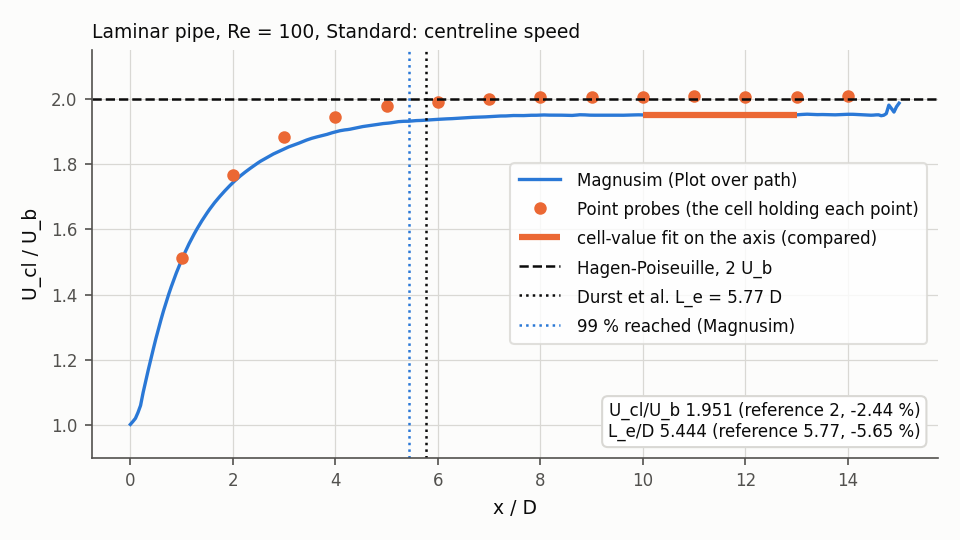 Laminar pipe, Re = 100, Standard: centreline speed
U_cl / U_b
2.0
1.8
1.6
1.4
1.2
1.0
Magnusim (Plot over path)
Point probes (the cell holding each point)
cell-value fit on the axis (compared)
Hagen-Poiseuille, 2 U_b
Durst et al. L_e = 5.77 D
99 % reached (Magnusim)
U_cl/U_b 1.951 (reference 2, -2.44 %)
L_e/D 5.444 (reference 5.77, -5.65 %)
0 2 4 6 8 10 12 14
x / D